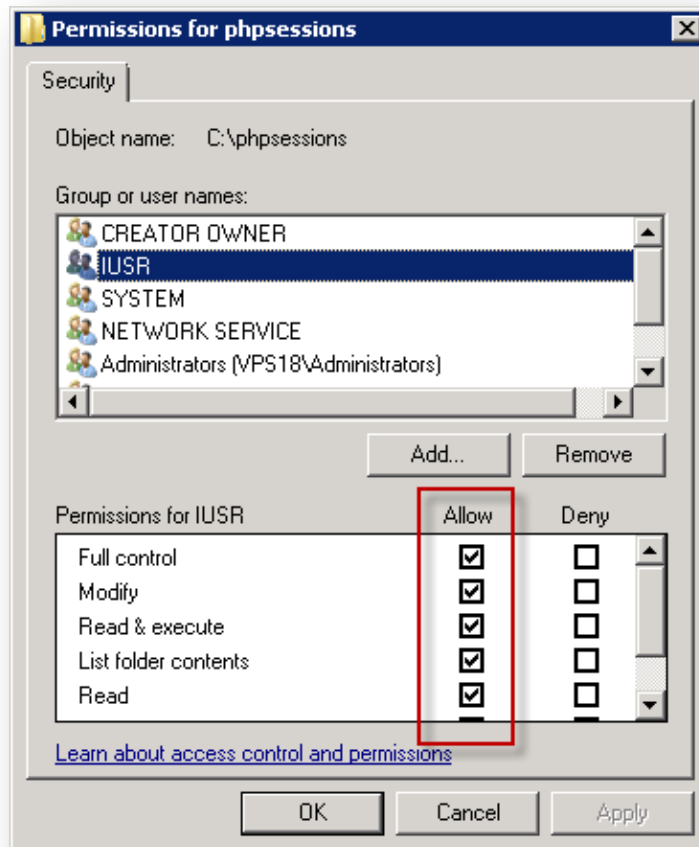 Permissions for phpsessions
Security
Object name: C:\phpsessions
Group or user names:
CREATOR OWNER
IUSR
SYSTEM
NETWORK SERVICE
Administrators (VPS18\Administrators)
Add... Remove
Permissions for IUSR Allow Deny
Full control
Modify
Read & execute
List folder contents
Read
Learn about access control and permissions
OK Cancel Apply